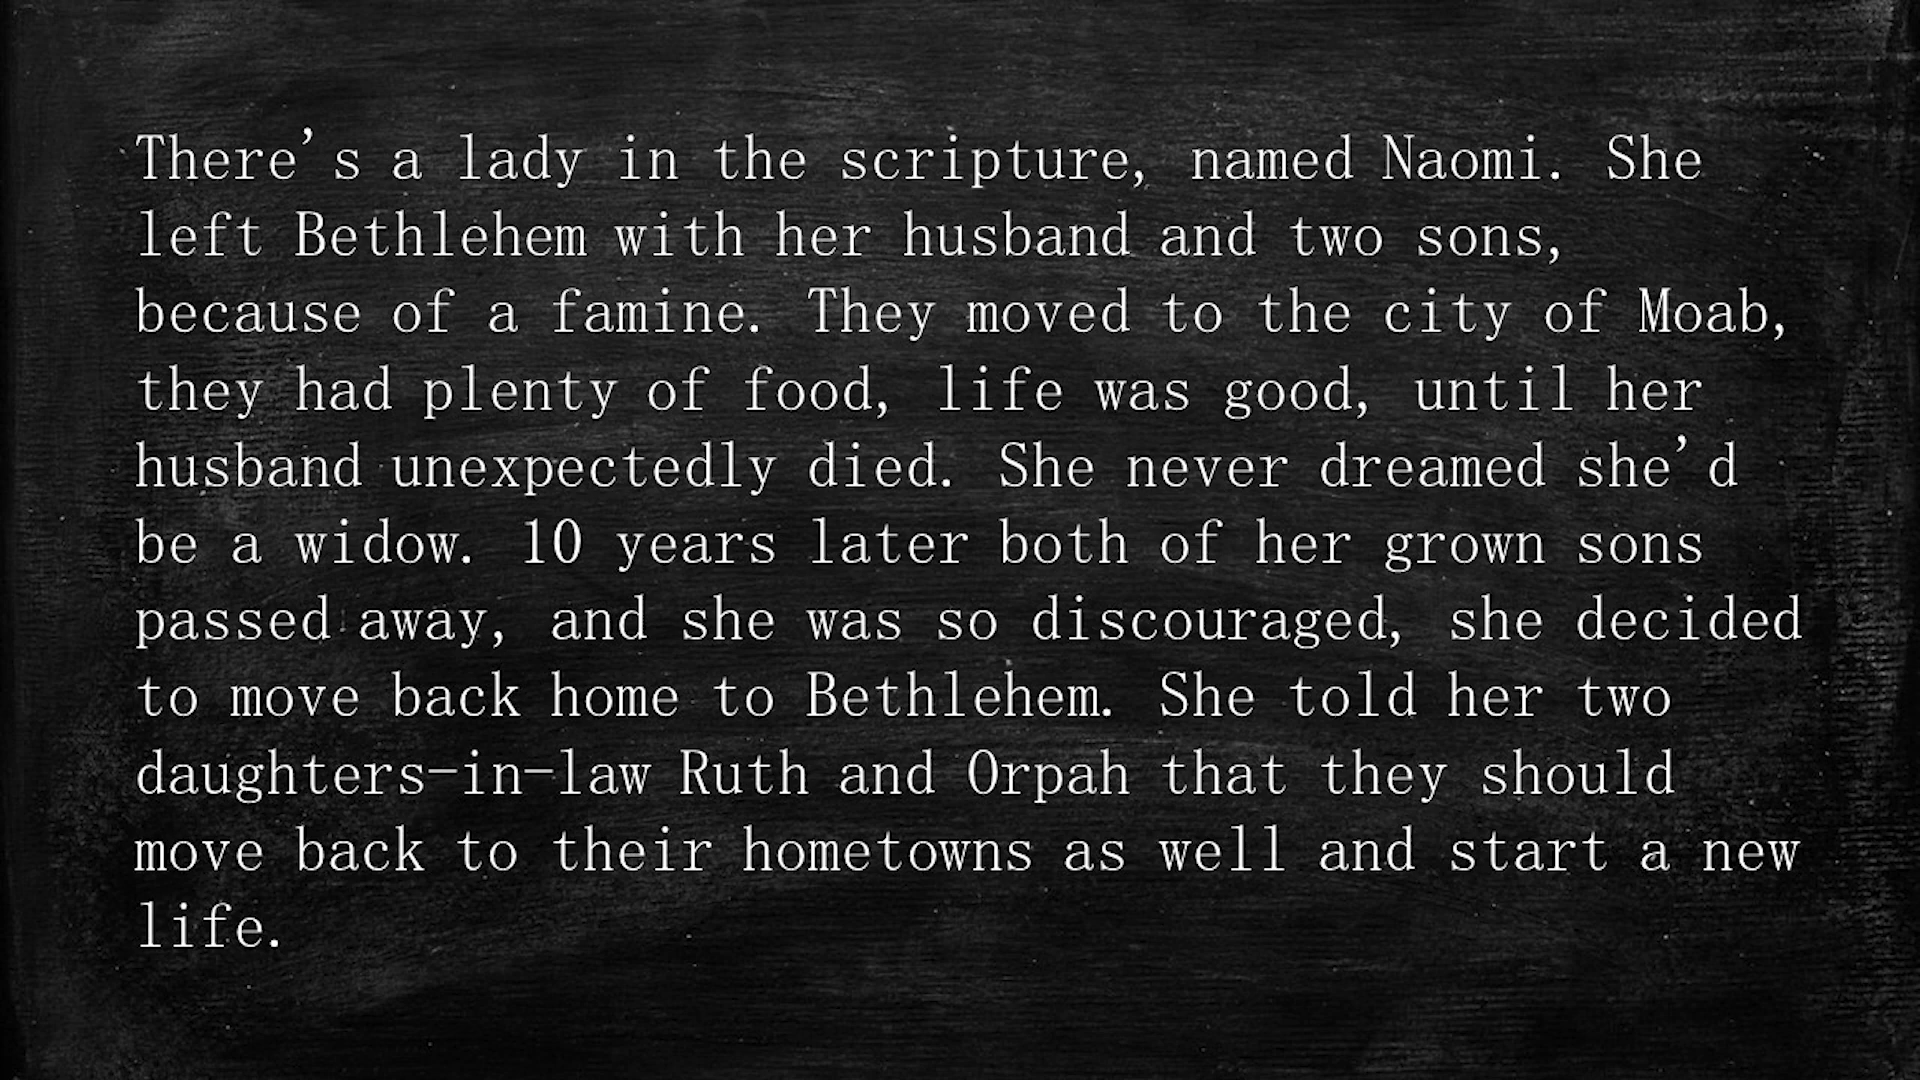 There's a lady in the scripture, named Naomi. She
left Bethlehem with her husband and two sons,
because of a famine. They moved to the city of Moab,
they had plenty of food, life was good, until her
husband unexpectedly died. She never dreamed she'd
be a widow. 10 years later both of her grown sons
passed away, and she was so discouraged, she decided
to move back home to Bethlehem. She told her two
daughters-in-law Ruth and Orpah that they should
move back to their hometowns as well and start a new
life.